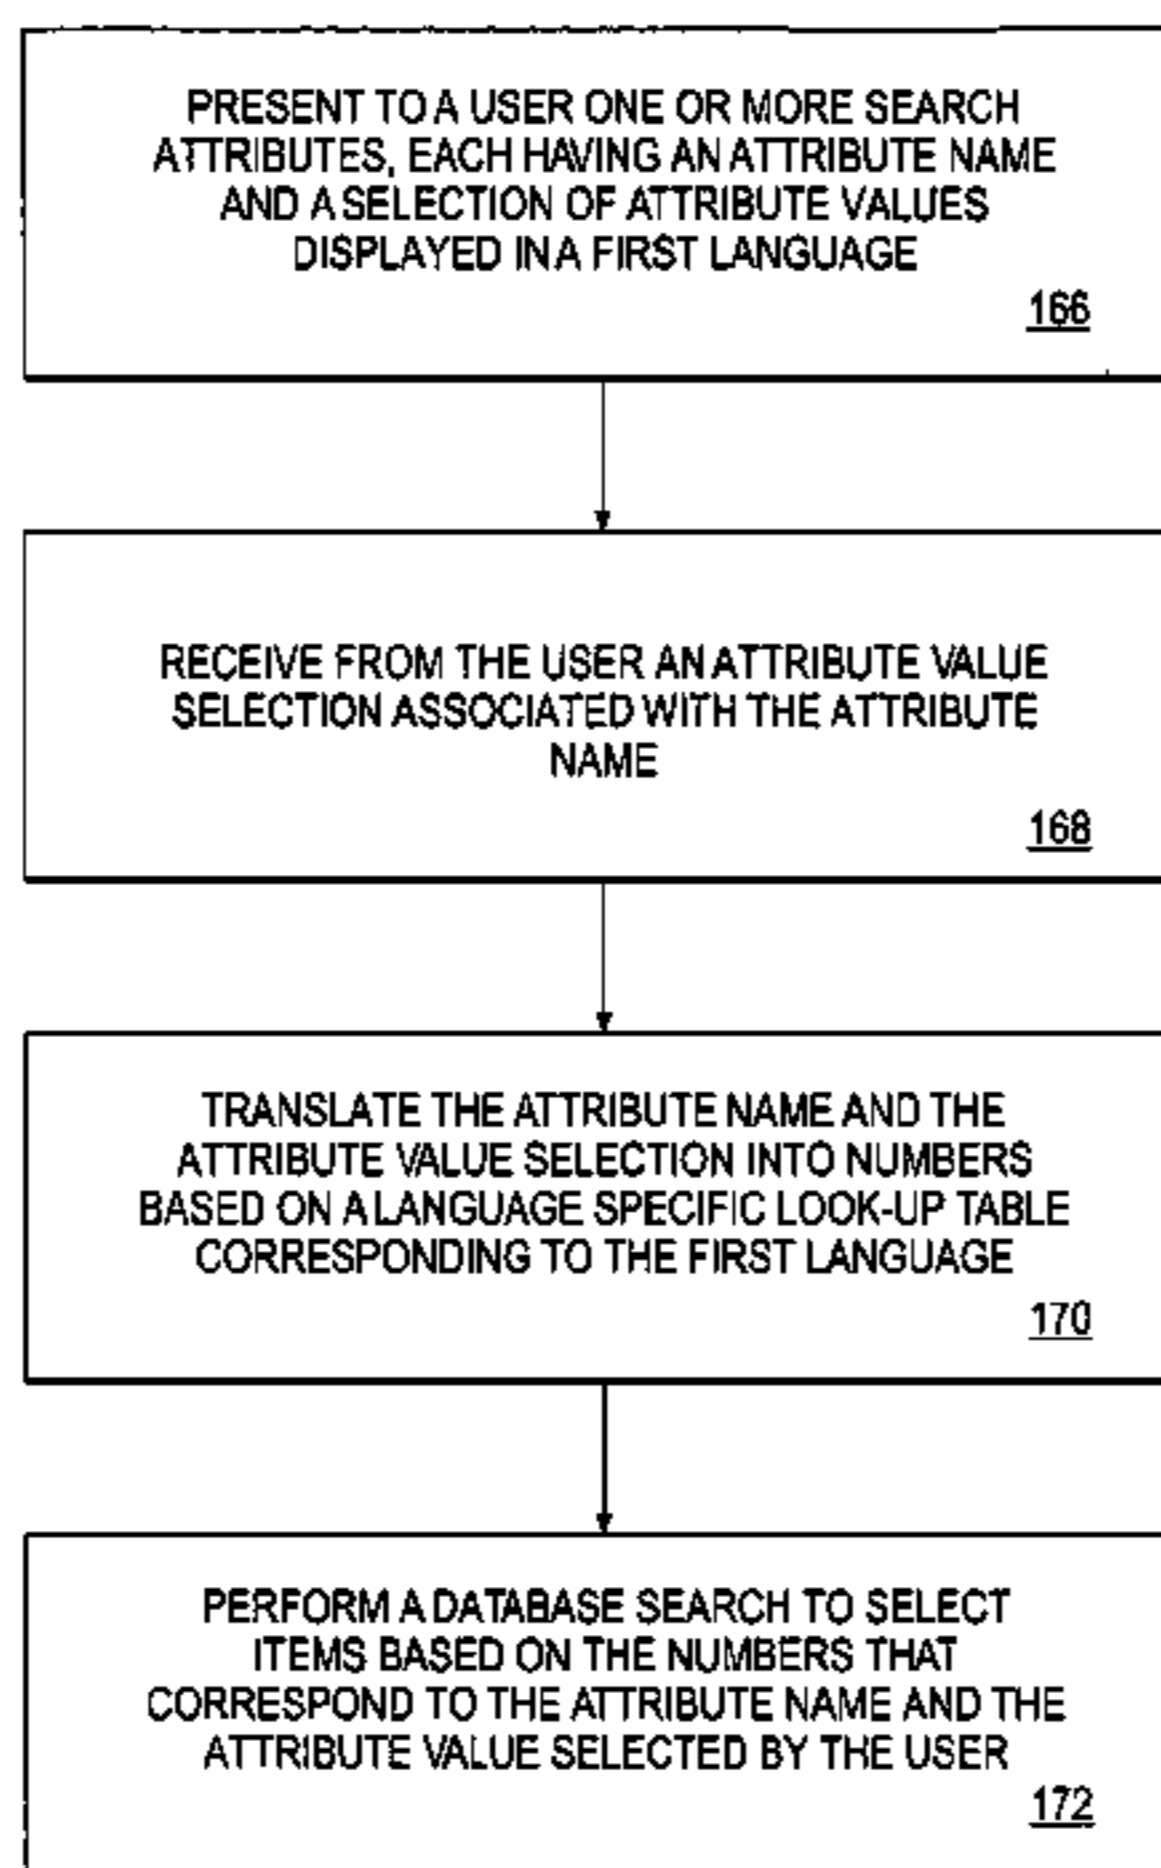 PRESENT TO A USER ONE OR MORE SEARCH
ATTRIBUTES, EACH HAVING AN ATTRIBUTE NAME
AND A SELECTION OF ATTRIBUTE VALUES
DISPLAYED IN A FIRST LANGUAGE
166
RECEIVE FROM THE USER AN ATTRIBUTE VALUE
SELECTION ASSOCIATED WITH THE ATTRIBUTE
NAME
168
TRANSLATE THE ATTRIBUTE NAME AND THE
ATTRIBUTE VALUE SELECTION INTO NUMBERS
BASED ON A LANGUAGE SPECIFIC LOOK-UP TABLE
CORRESPONDING TO THE FIRST LANGUAGE
170
PERFORM A DATABASE SEARCH TO SELECT
ITEMS BASED ON THE NUMBERS THAT
CORRESPOND TO THE ATTRIBUTE NAME AND THE
ATTRIBUTE VALUE SELECTED BY THE USER
172